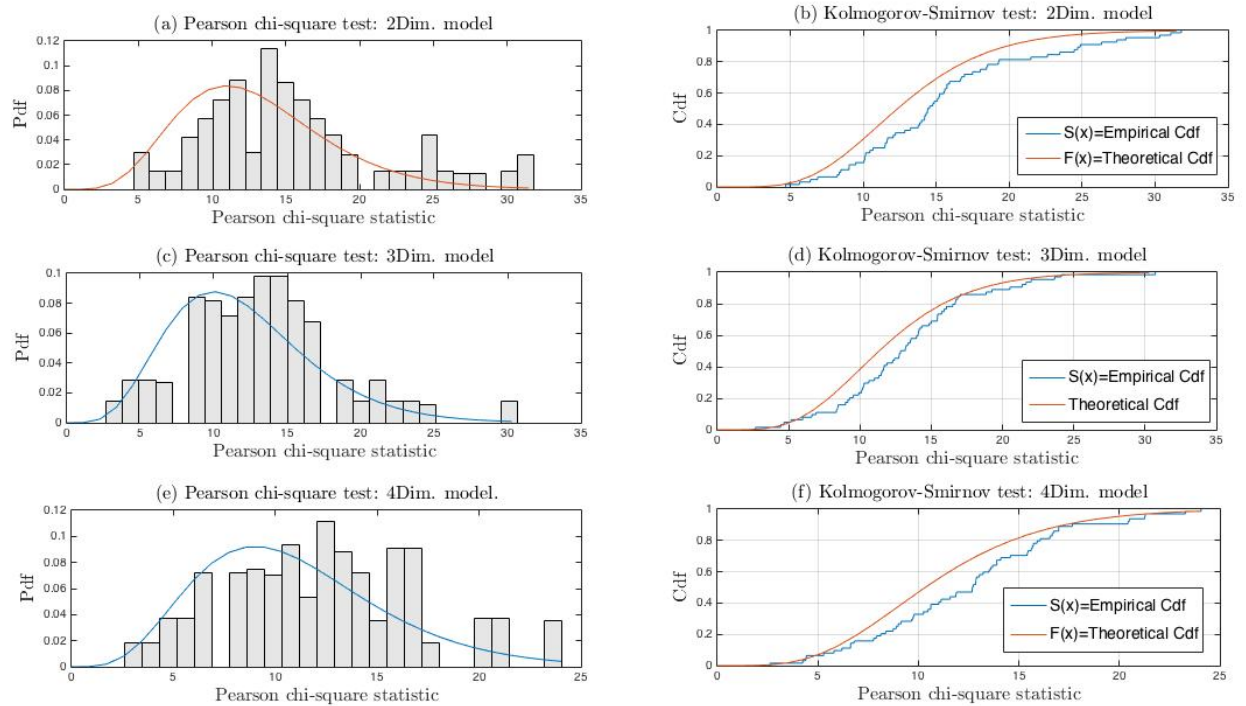 (a) Pearson chi-square test: 2Dim. model
Pdf
0.12
0.1
0.08
0.06
0.04
0.02
0
0 5 10 15 20 25 30 35
Pearson chi-square statistic
(b) Kolmogorov-Smirnov test: 2Dim. model
Cdf
1
0.8
0.6
0.4
0.2
0
S(x)=Empirical Cdf
F(x)=Theoretical Cdf
0 5 10 15 20 25 30 35
Pearson chi-square statistic
(c) Pearson chi-square test: 3Dim. model
Pdf
0.1
0.08
0.06
0.04
0.02
0
0 5 10 15 20 25 30 35
Pearson chi-square statistic
(d) Kolmogorov-Smirnov test: 3Dim. model
Cdf
1
0.8
0.6
0.4
0.2
0
S(x)=Empirical Cdf
Theoretical Cdf
0 5 10 15 20 25 30 35
Pearson chi-square statistic
(e) Pearson chi-square test: 4Dim. model.
Pdf
0.12
0.1
0.08
0.06
0.04
0.02
0
0 5 10 15 20 25
Pearson chi-square statistic
(f) Kolmogorov-Smirnov test: 4Dim. model
Cdf
1
0.8
0.6
0.4
0.2
0
S(x)=Empirical Cdf
F(x)=Theoretical Cdf
0 5 10 15 20 25
Pearson chi-square statistic